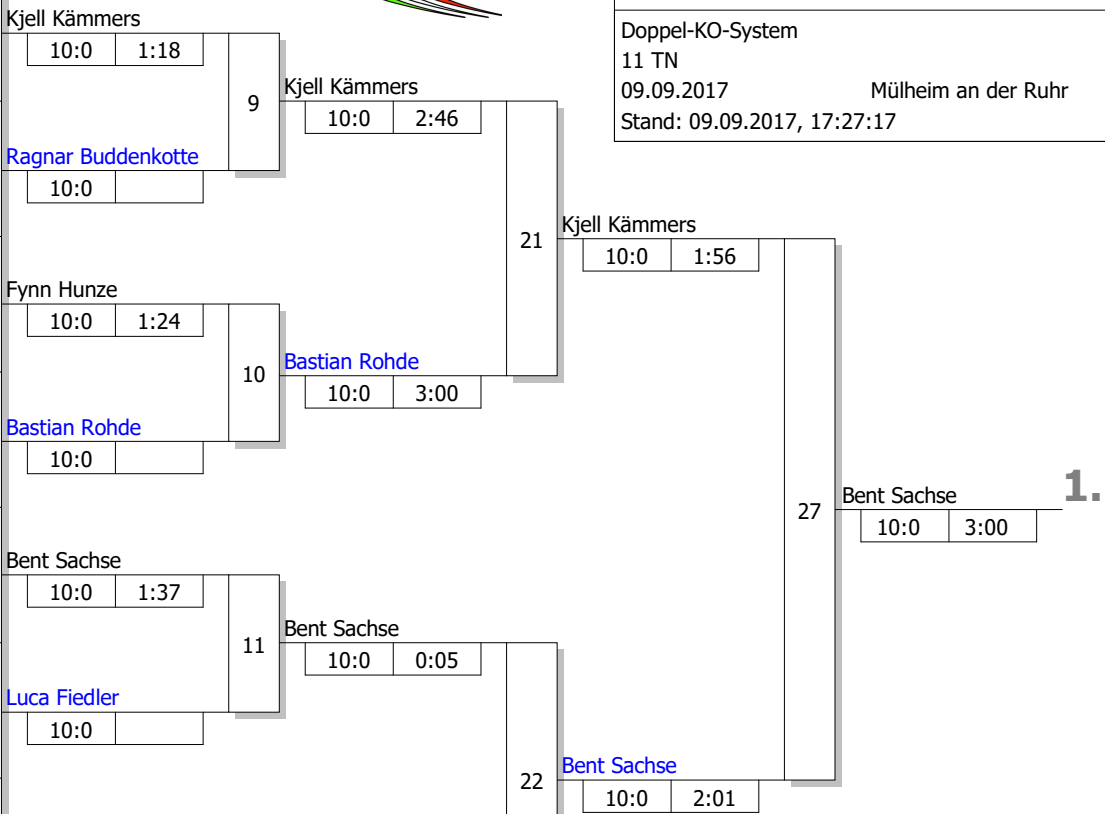 Doppel-KO-System
11 TN
09.09.2017 Mülheim an der Ruhr
Stand: 09.09.2017, 17:27:17
Kjell Kämmers
10:0 1:18
9
Kjell Kämmers
10:0 2:46
Ragnar Buddenkotte
10:0
21
Kjell Kämmers
10:0 1:56
Fynn Hunze
10:0 1:24
10
Bastian Rohde
10:0 3:00
Bastian Rohde
10:0
27
Bent Sachse
10:0 3:00
1.
Bent Sachse
10:0 1:37
11
Bent Sachse
10:0 0:05
Luca Fiedler
10:0
22
Bent Sachse
10:0 2:01